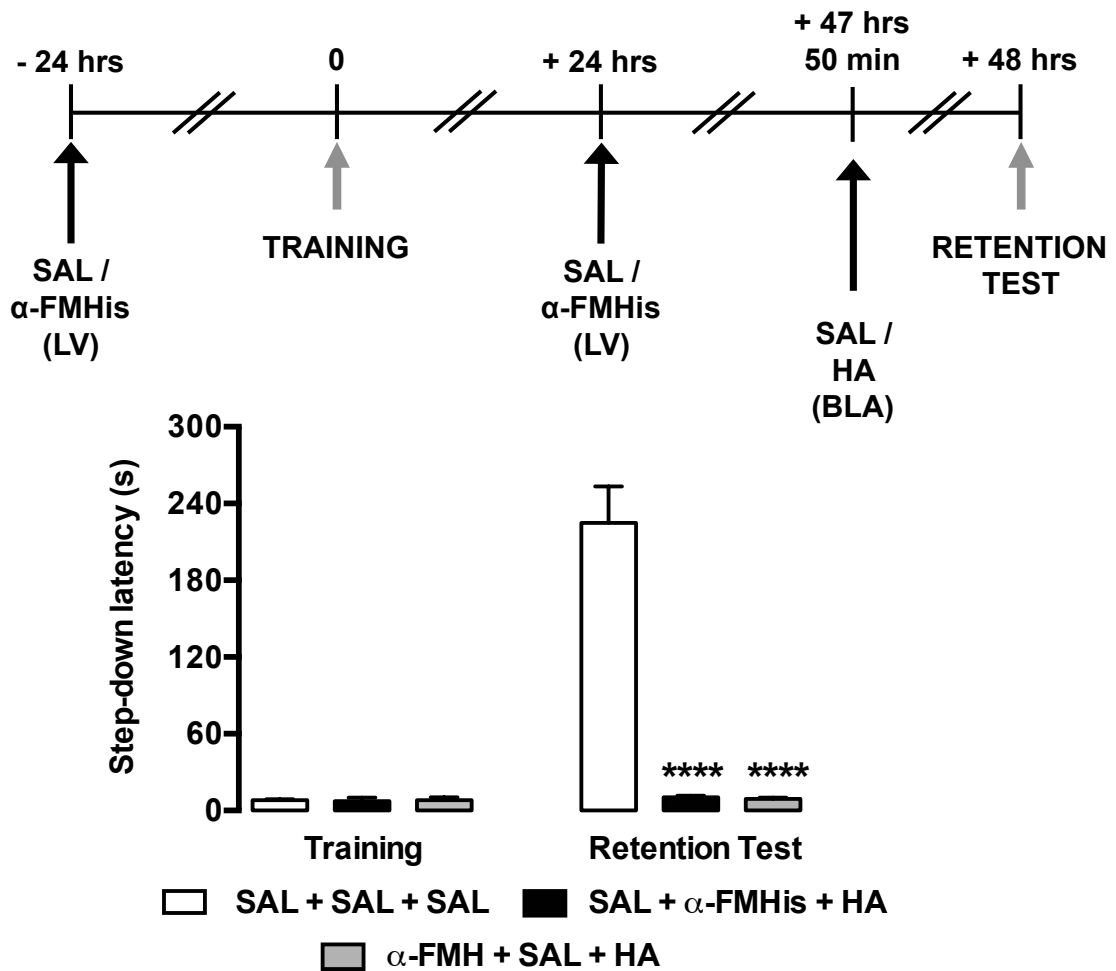 + 47 hrs
- 24 hrs 0 + 24 hrs 50 min + 48 hrs
TRAINING RETENTION
TEST
SAL /
α-FMHis
(LV)
SAL /
α-FMHis
(LV)
SAL /
HA
(BLA)
Step-down latency (s)
300
240
180
120
60
0
**** ****
Training Retention Test
SAL + SAL + SAL SAL + α-FMHis + HA
α-FMH + SAL + HA